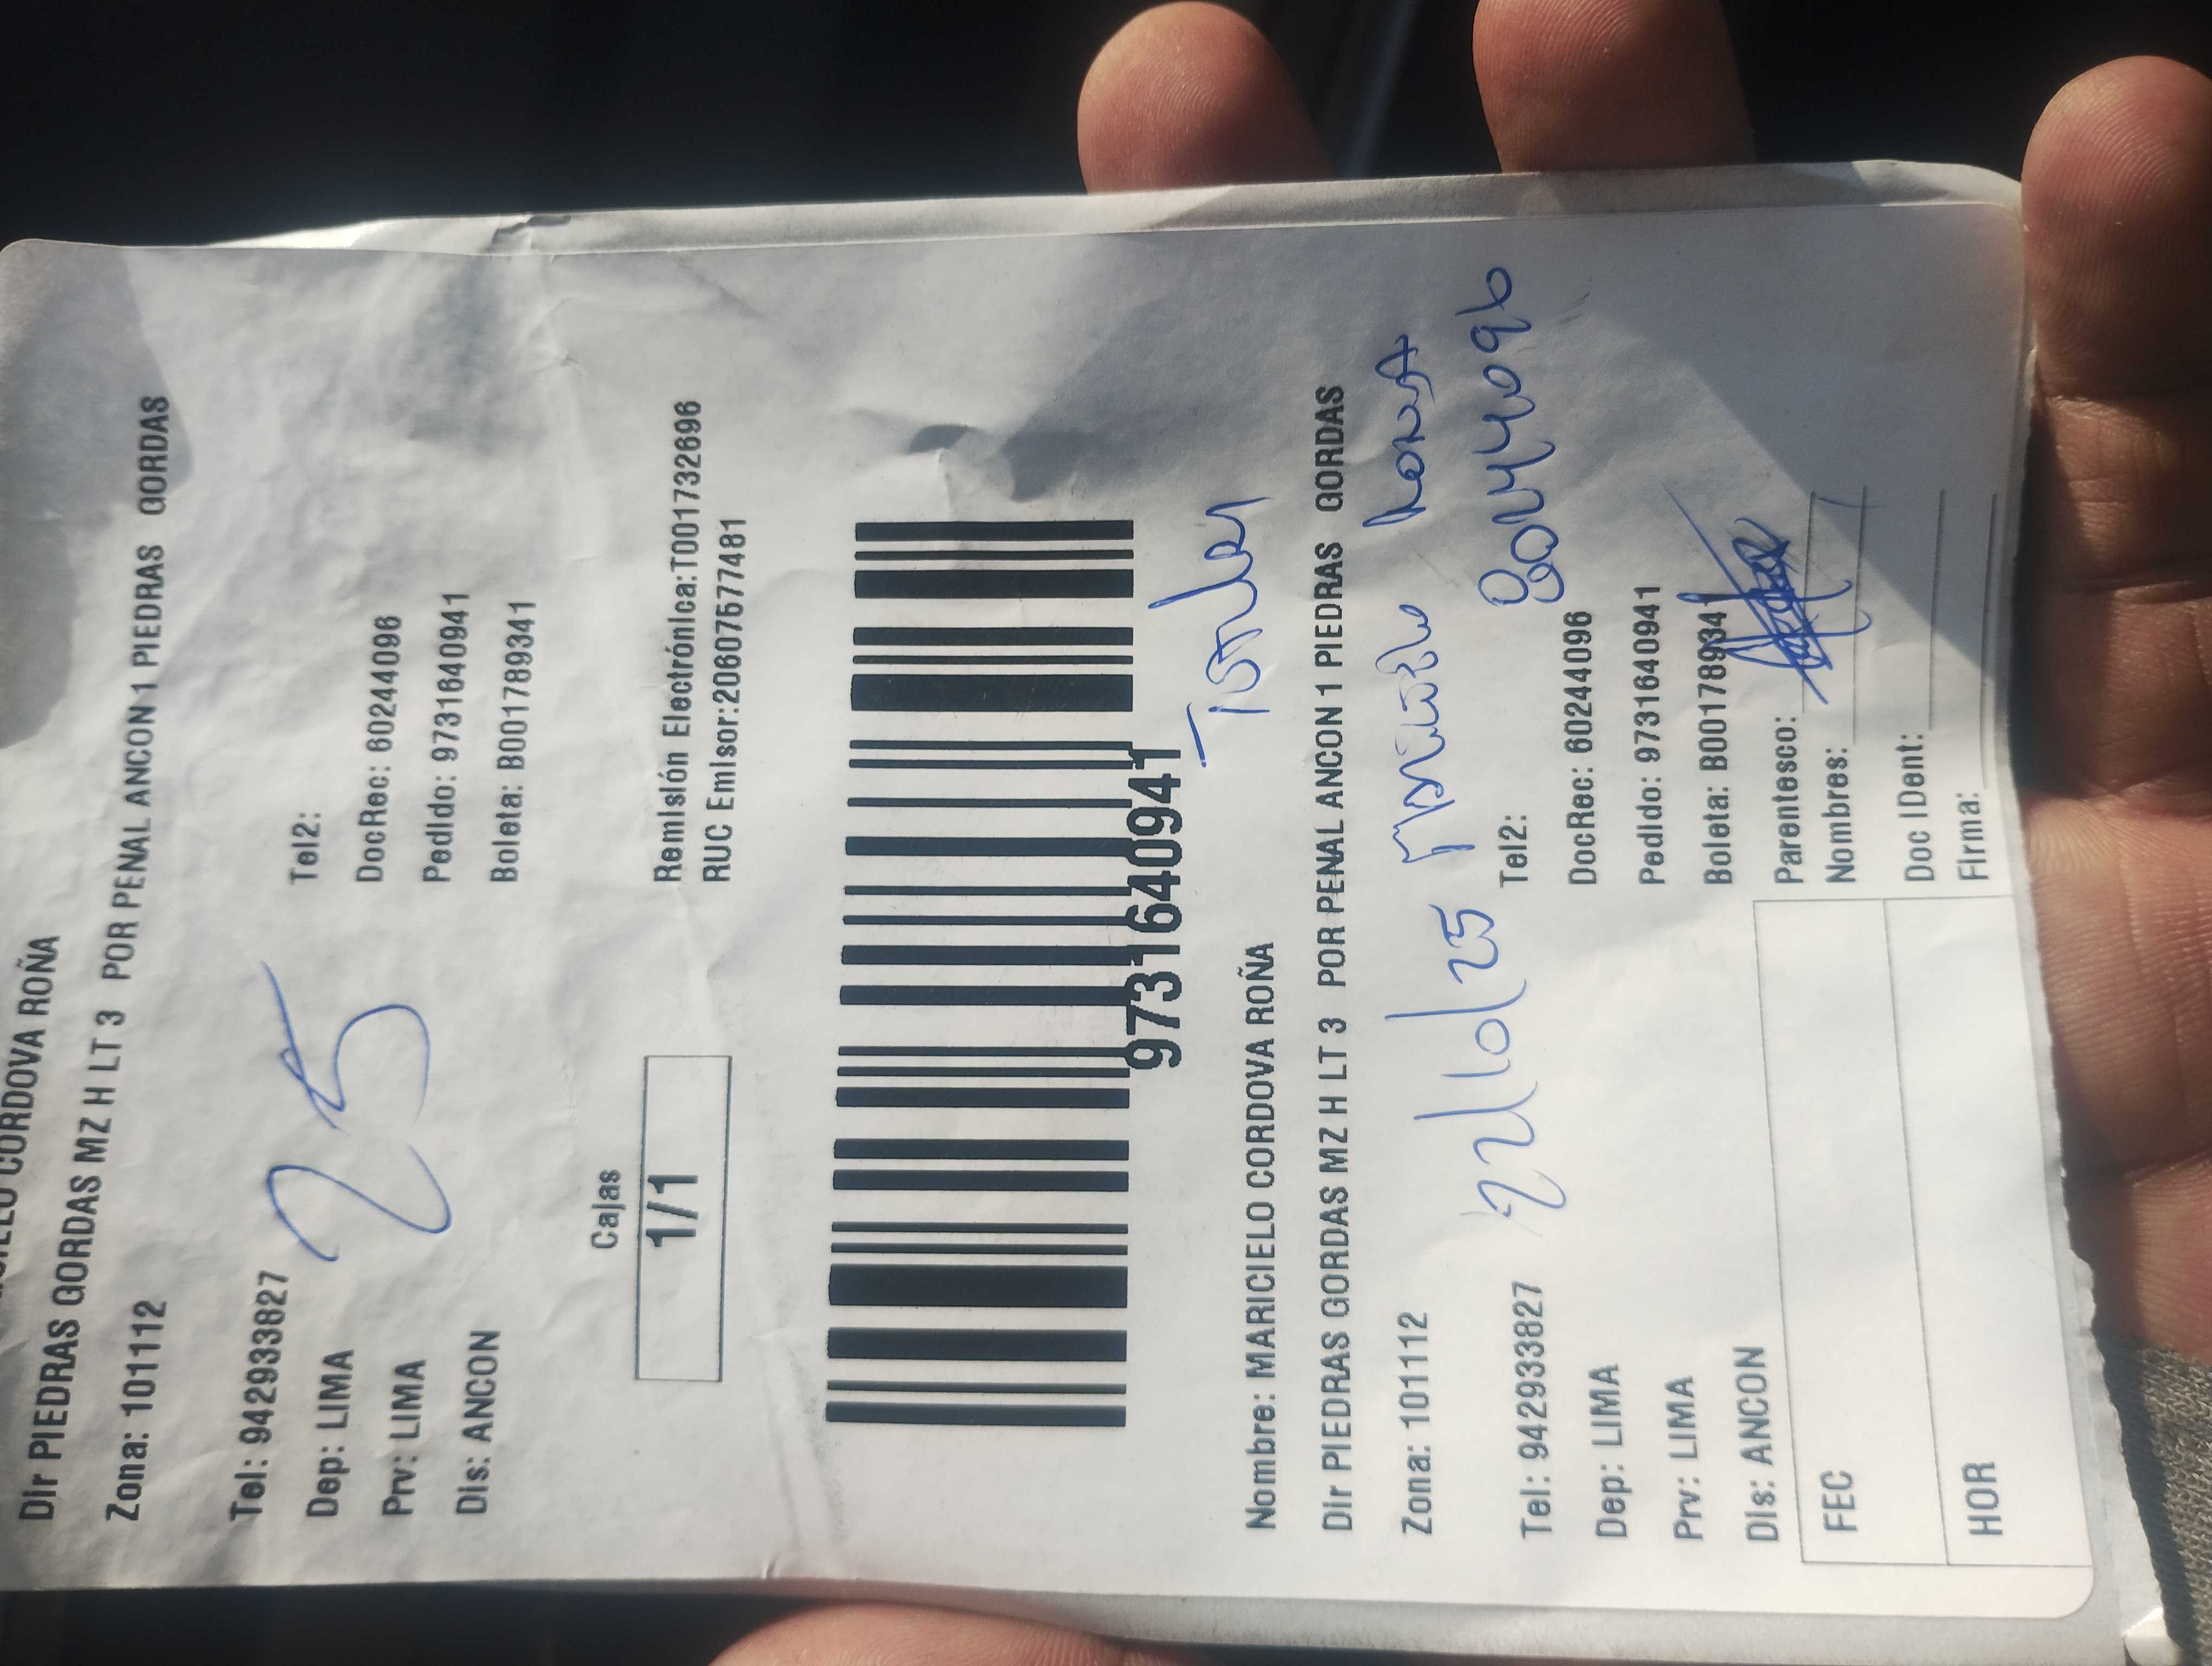 CORDOVA ROÑA
Dir PIEDRAS GORDAS MZ H LT 3 POR PENAL ANCON 1 PIEDRAS GORDAS
Zona: 101112
Tel: 942933827
Tel2:
25
Dep: LIMA
DocRec: 60244096
Prv: LIMA
Pedido: 9731640941
Dis: ANCON
Boleta: B001789341
Cajas
1/1
Remisión Electrónica:T001732696
RUC Emisor:20607577481
9731640941
Nombre: MARICIELO CORDOVA ROÑA
Dir PIEDRAS GORDAS MZ H LT 3 POR PENAL ANCON 1 PIEDRAS GORDAS
Zona: 101112
22/10/25
Tel: 942933827
Tel2:
Dep: LIMA
DocRec: 60244096
Prv: LIMA
Pedido: 9731640941
Dis: ANCON
Boleta: B001789341
FEC
Parentesco:
Nombres:
HOR
Doc IDent:
Firma: